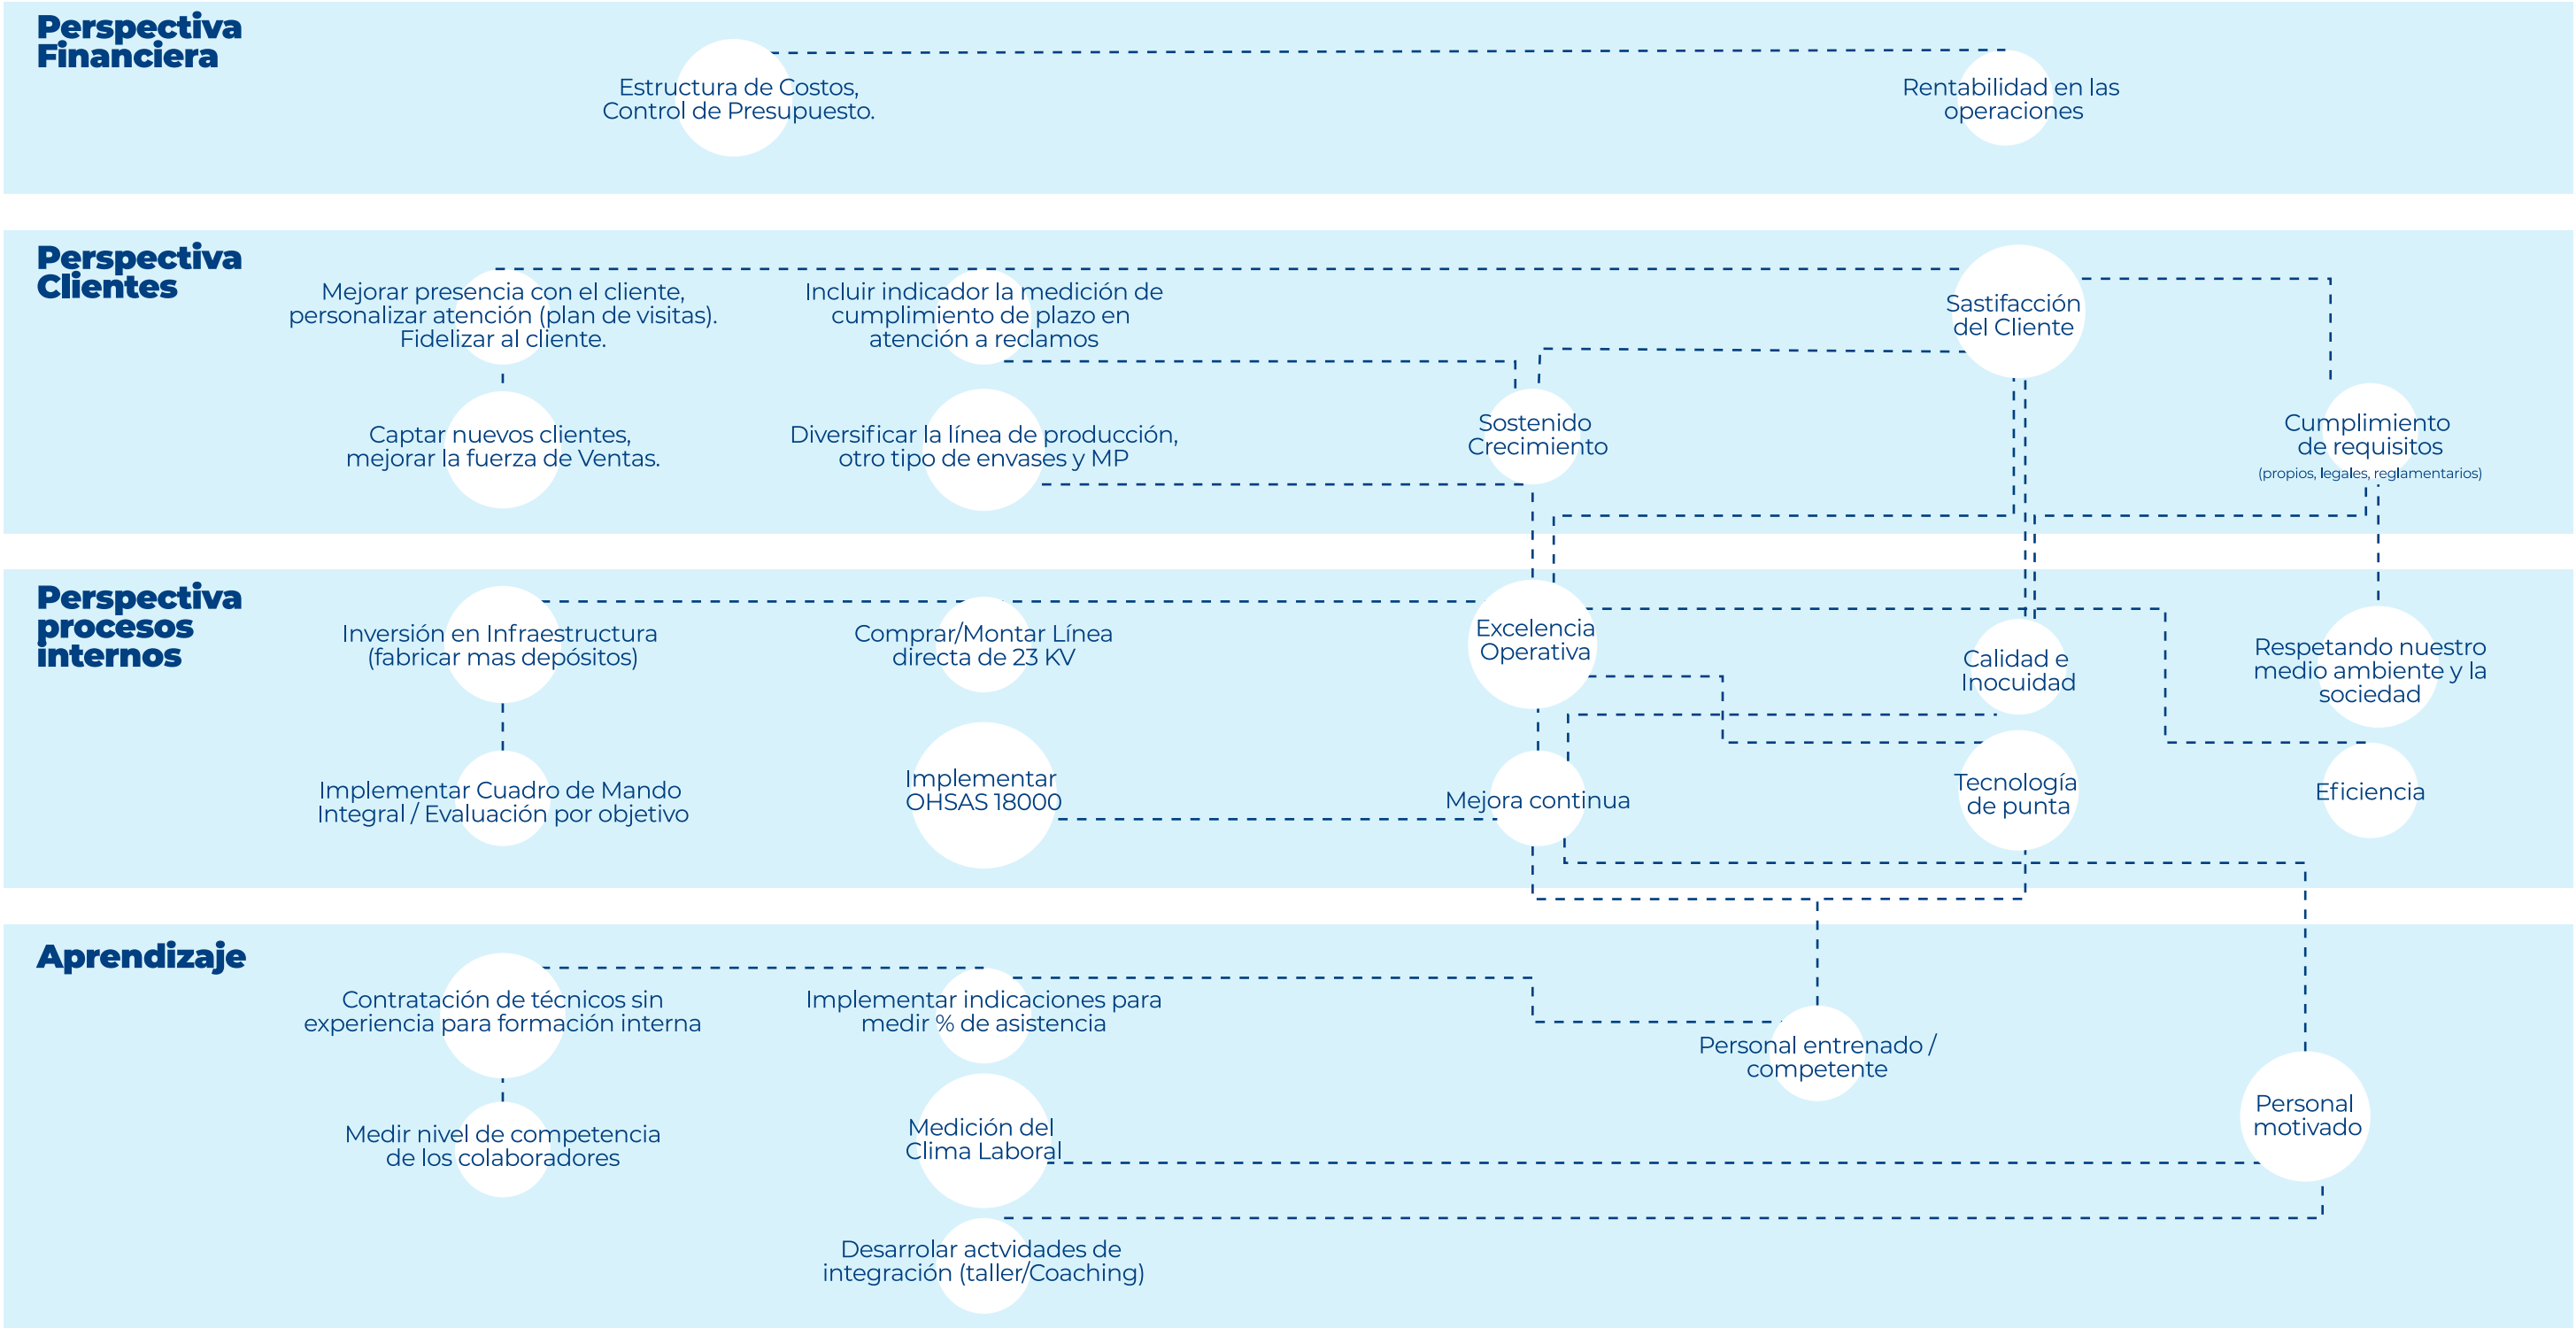 Perspectiva
Financiera
Estructura de Costos,
Control de Presupuesto.
Rentabilidad en las
operaciones
Perspectiva
Clientes
Mejorar presencia con el cliente,
personalizar atención (plan de visitas).
Fidelizar al cliente.
Incluir indicador la medición de
cumplimiento de plazo en
atención a reclamos
Sastifacción
del Cliente
Captar nuevos clientes,
mejorar la fuerza de Ventas.
Diversificar la línea de producción,
otro tipo de envases y MP
Sostenido
Crecimiento
Cumplimiento
de requisitos
(propios, legales, reglamentarios)
Perspectiva
procesos
internos
Inversión en Infraestructura
(fabricar mas depósitos)
Comprar/Montar Línea
directa de 23 KV
Excelencia
Operativa
Calidad e
Inocuidad
Respetando nuestro
medio ambiente y la
sociedad
Implementar Cuadro de Mando
Integral / Evaluación por objetivo
Implementar
OHSAS 18000
Mejora continua
Tecnología
de punta
Eficiencia
Aprendizaje
Contratación de técnicos sin
experiencia para formación interna
Implementar indicaciones para
medir % de asistencia
Personal entrenado /
competente
Medir nivel de competencia
de los colaboradores
Medición del
Clima Laboral
Personal
motivado
Desarrolar actvidades de
integración (taller/Coaching)